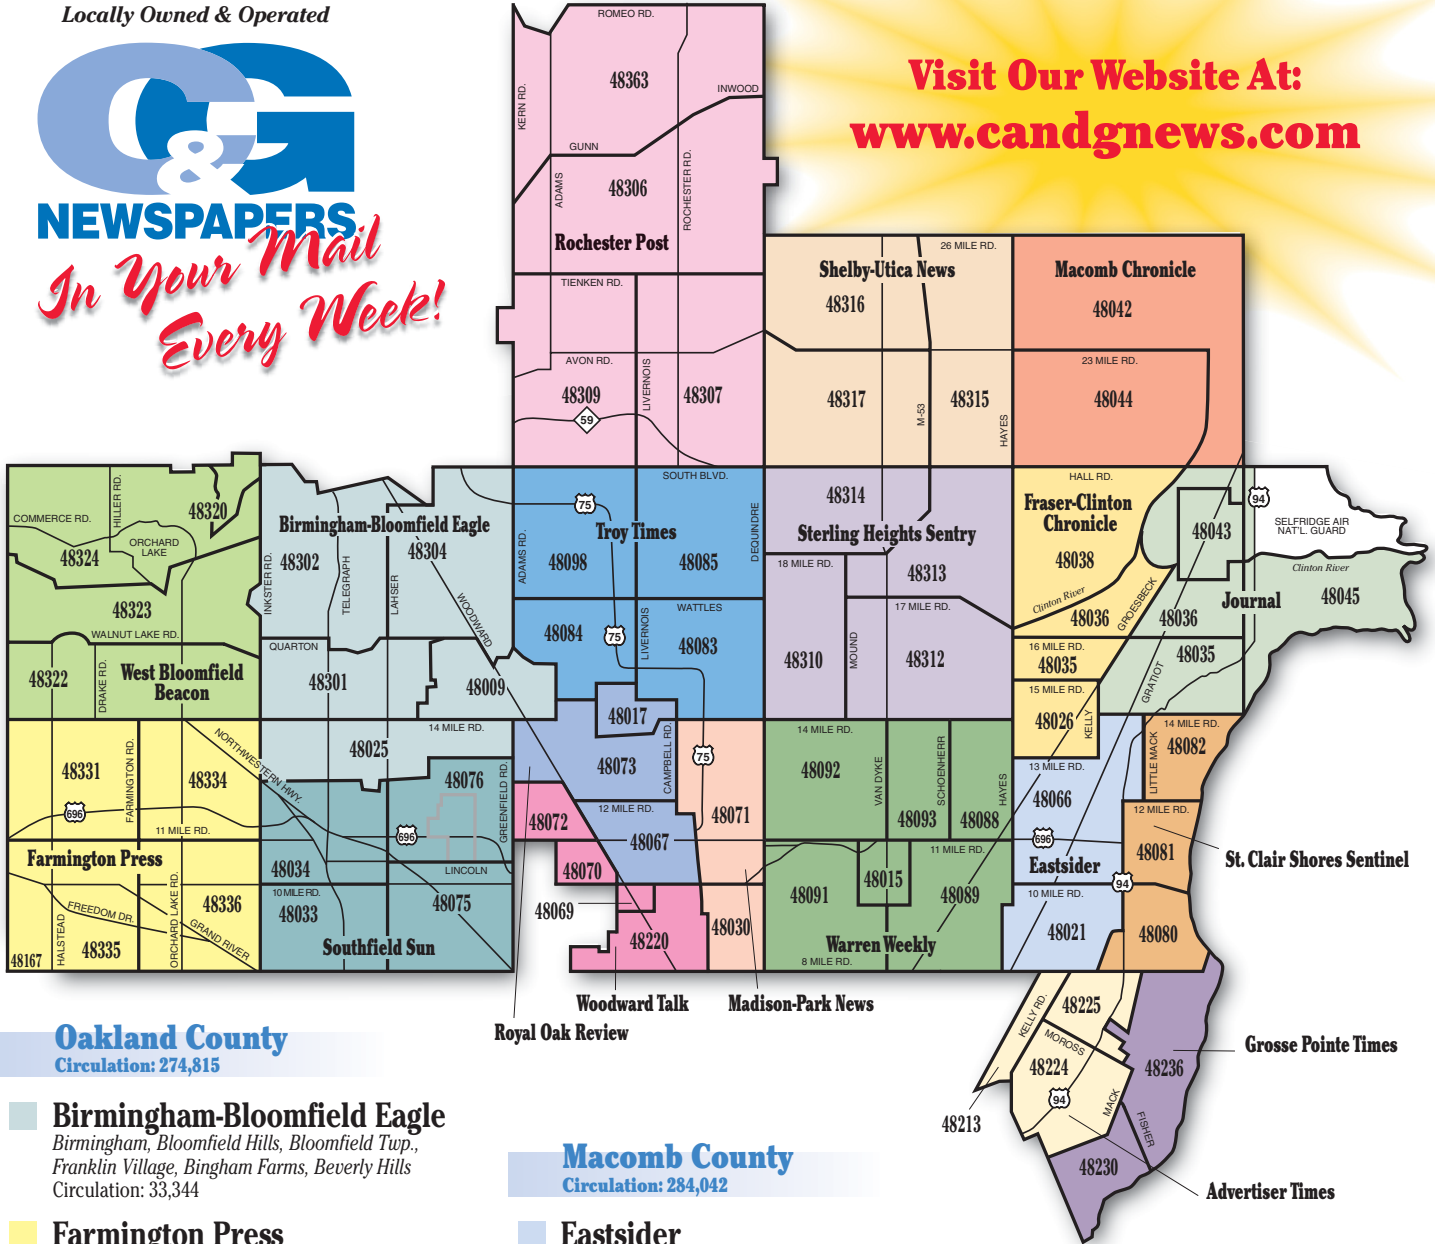 Locally Owned & Operated
C&G
NEWSPAPERS
In Your Mail
Every Week!
Visit Our Website At:
www.candgnews.com
ROMEO RD.
KERN RD.
48363
INWOOD
GUNN
ADAMS
48306
ROCHESTER RD.
Rochester Post
TIENKEN RD.
AVON RD.
48309
LIVERNOIS
48307
59
26 MILE RD.
Shelby-Utica News
48316
48317
M-53
48315
HAYES
Macomb Chronicle
48042
23 MILE RD.
48044
COMMERCE RD.
HILLER RD.
48320
ORCHARD
LAKE
48324
48323
WALNUT LAKE RD.
48322
DRAKE RD.
West Bloomfield
Beacon
Birmingham-Bloomfield Eagle
48302
48304
INKSTER RD.
TELEGRAPH
LAHSER
WOODWARD
QUARTON
48301
48009
14 MILE RD.
48025
SOUTH BLVD.
75
Troy Times
ADAMS RD.
48098
48085
DEQUINDRE
WATTLES
48084
75
LIVERNOIS
48083
48314
Sterling Heights Sentry
18 MILE RD.
48313
17 MILE RD.
48310
MOUND
48312
HALL RD.
Fraser-Clinton
Chronicle
48038
Clinton River
48036
GROESBECK
16 MILE RD.
48035
15 MILE RD.
48026
KELLY
94
48043
SELFRIDGE AIR
NAT'L. GUARD
Clinton River
Journal
48045
48036
48035
GRATIOT
48331
FARMINGTON RD.
48334
NORTHWESTERN HWY.
696
11 MILE RD.
Farmington Press
HALSTEAD
FREEDOM DR.
ORCHARD LAKE RD.
48336
GRAND RIVER
48335
48167
48076
GREENFIELD RD.
696
48034
LINCOLN
10 MILE RD.
48033
48075
Southfield Sun
48017
48073
CAMPBELL RD.
75
12 MILE RD.
48067
48072
48070
48069
48220
48071
48030
Woodward Talk
Royal Oak Review
Madison-Park News
14 MILE RD.
48092
VAN DYKE
SCHOENHERR
HAYES
48093
48088
11 MILE RD.
48091
48015
48089
Warren Weekly
8 MILE RD.
13 MILE RD.
48066
696
Eastsider
94
10 MILE RD.
48021
14 MILE RD.
48082
LITTLE MACK
12 MILE RD.
48081
St. Clair Shores Sentinel
48080
KELLY RD.
48225
MOROSS
48224
94
MACK
48236
Grosse Pointe Times
FISHER
48213
48230
Advertiser Times
Oakland County
Circulation: 274,815
Birmingham-Bloomfield Eagle
Birmingham, Bloomfield Hills, Bloomfield Twp.,
Franklin Village, Bingham Farms, Beverly Hills
Circulation: 33,344
Farmington Press
Macomb County
Circulation: 284,042
Eastsider